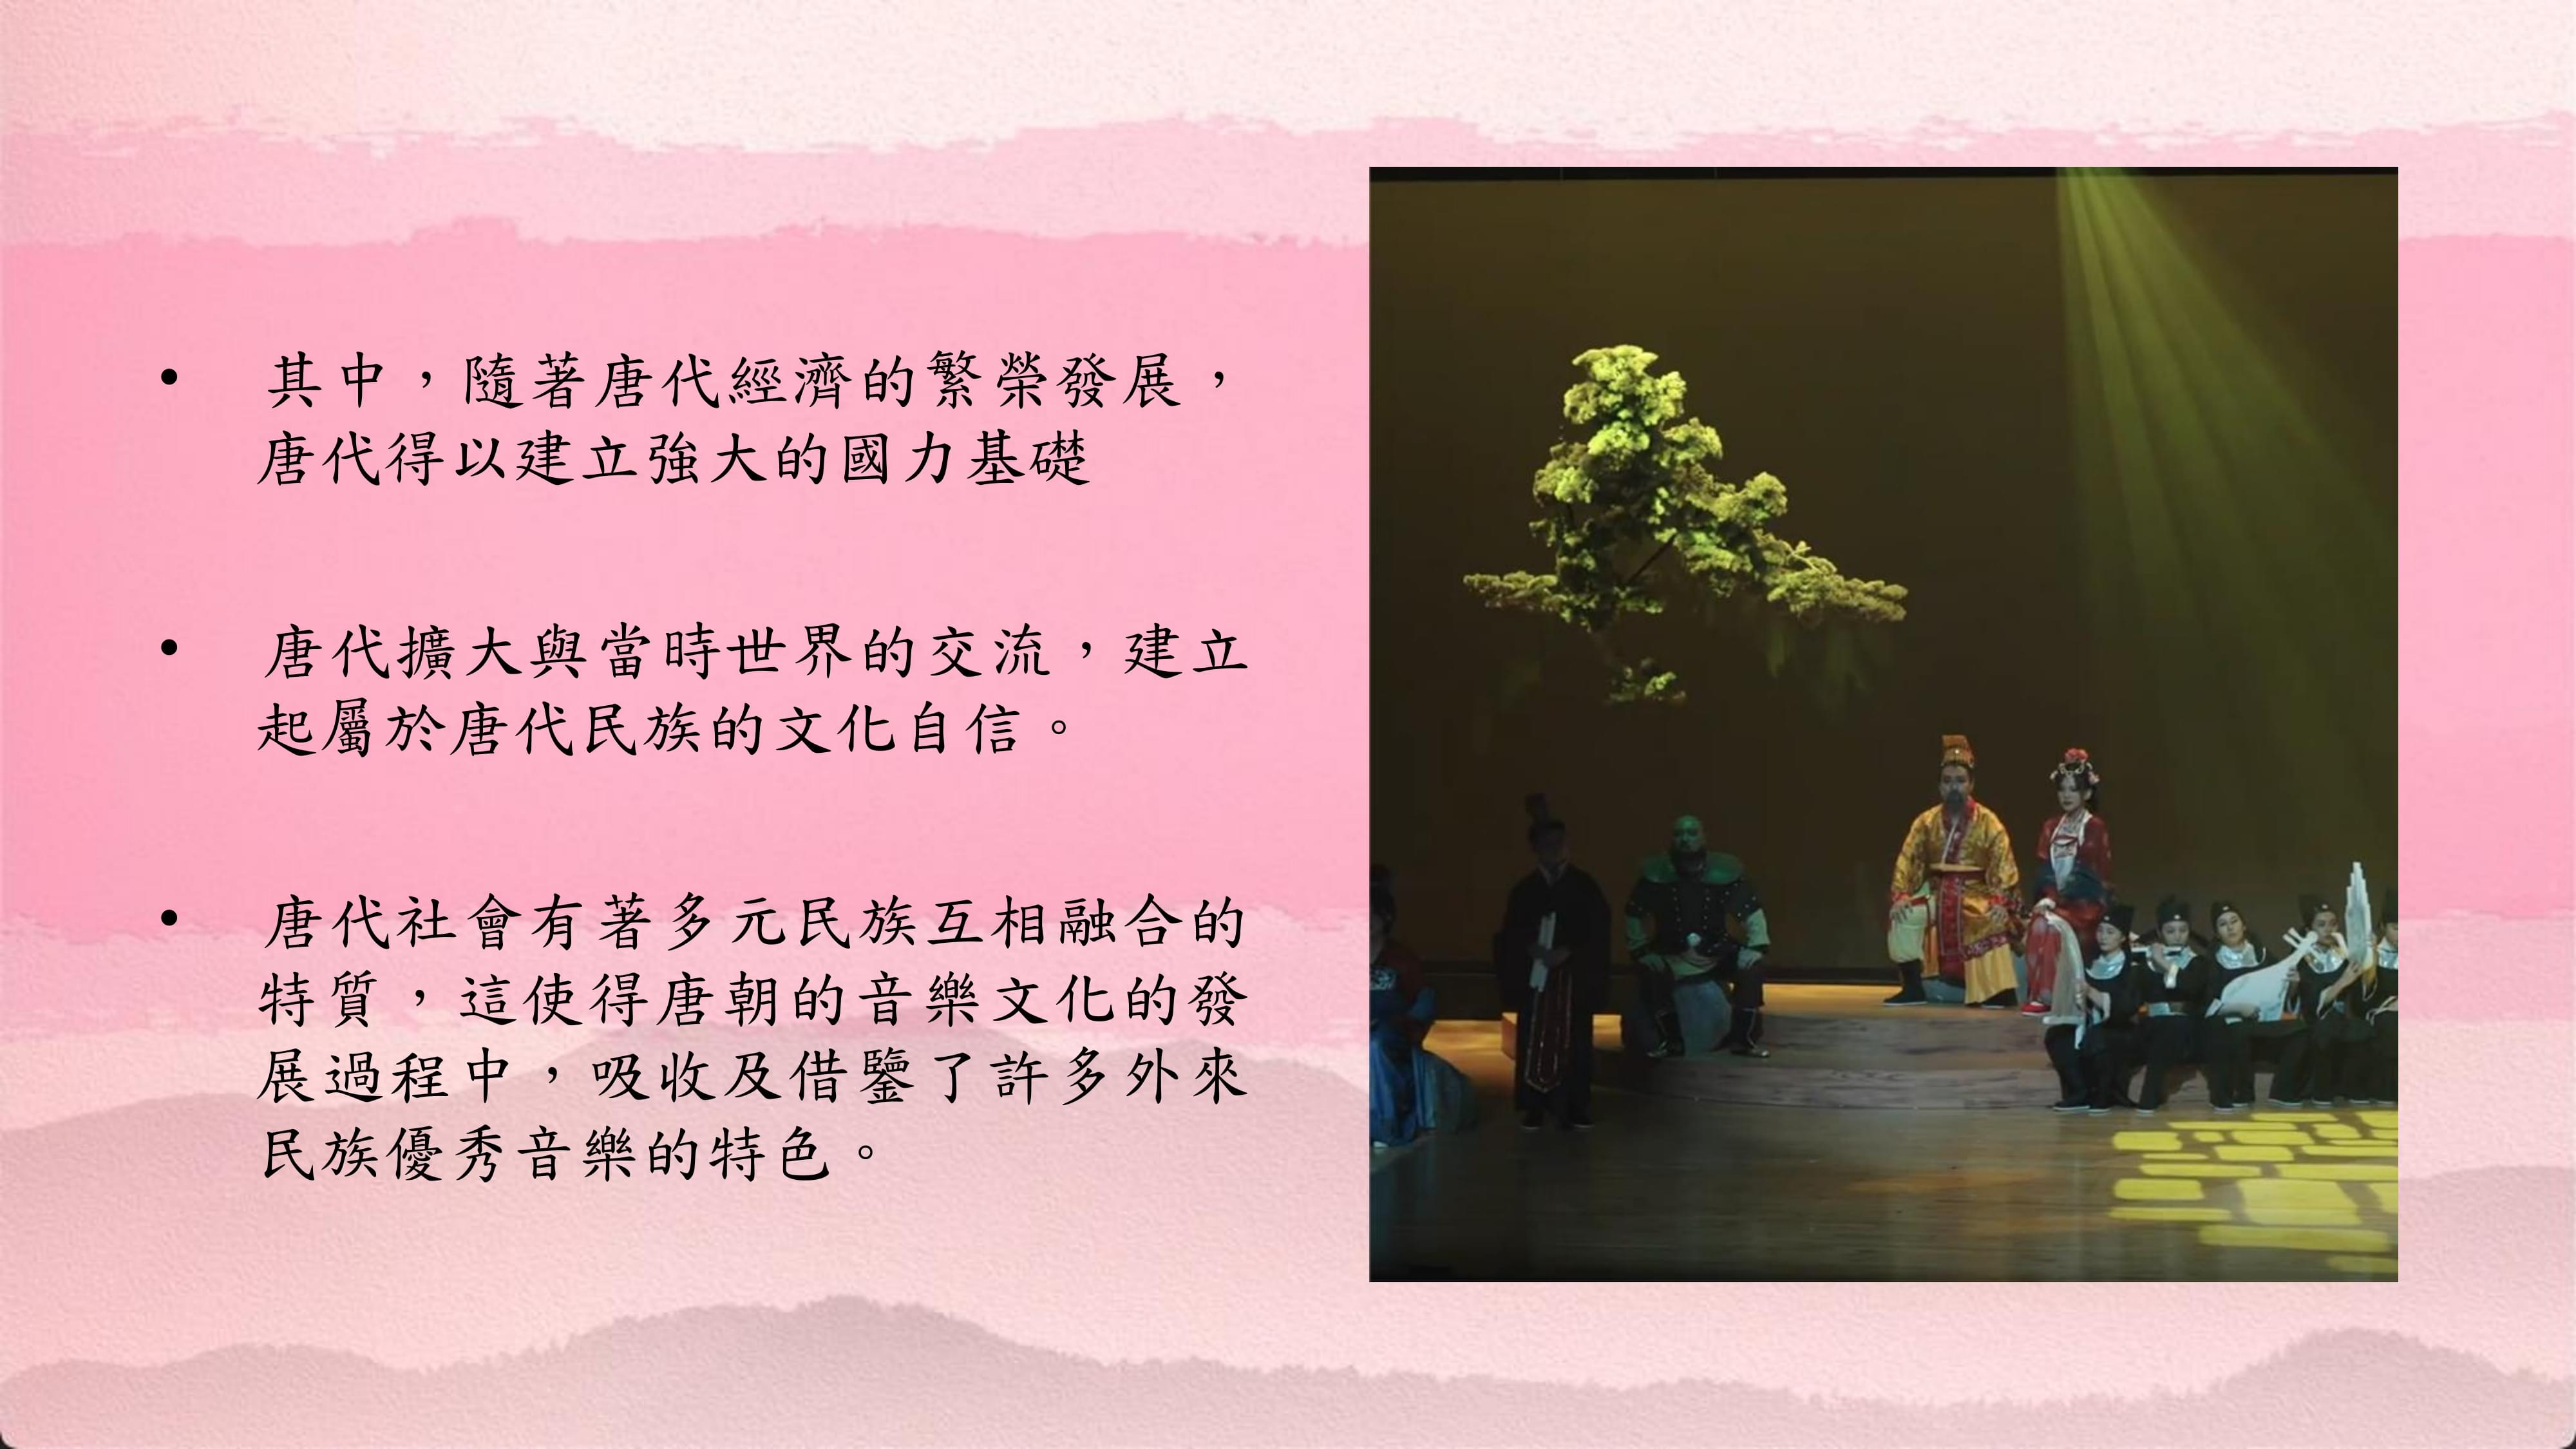 • 其中，隨著唐代經濟的繁榮發展，
唐代得以建立強大的國力基礎
• 唐代擴大與當時世界的交流，建立
起屬於唐代民族的文化自信。
• 唐代社會有著多元民族互相融合的
特質，這使得唐朝的音樂文化的發
展過程中，吸收及借鑒了許多外來
民族優秀音樂的特色。